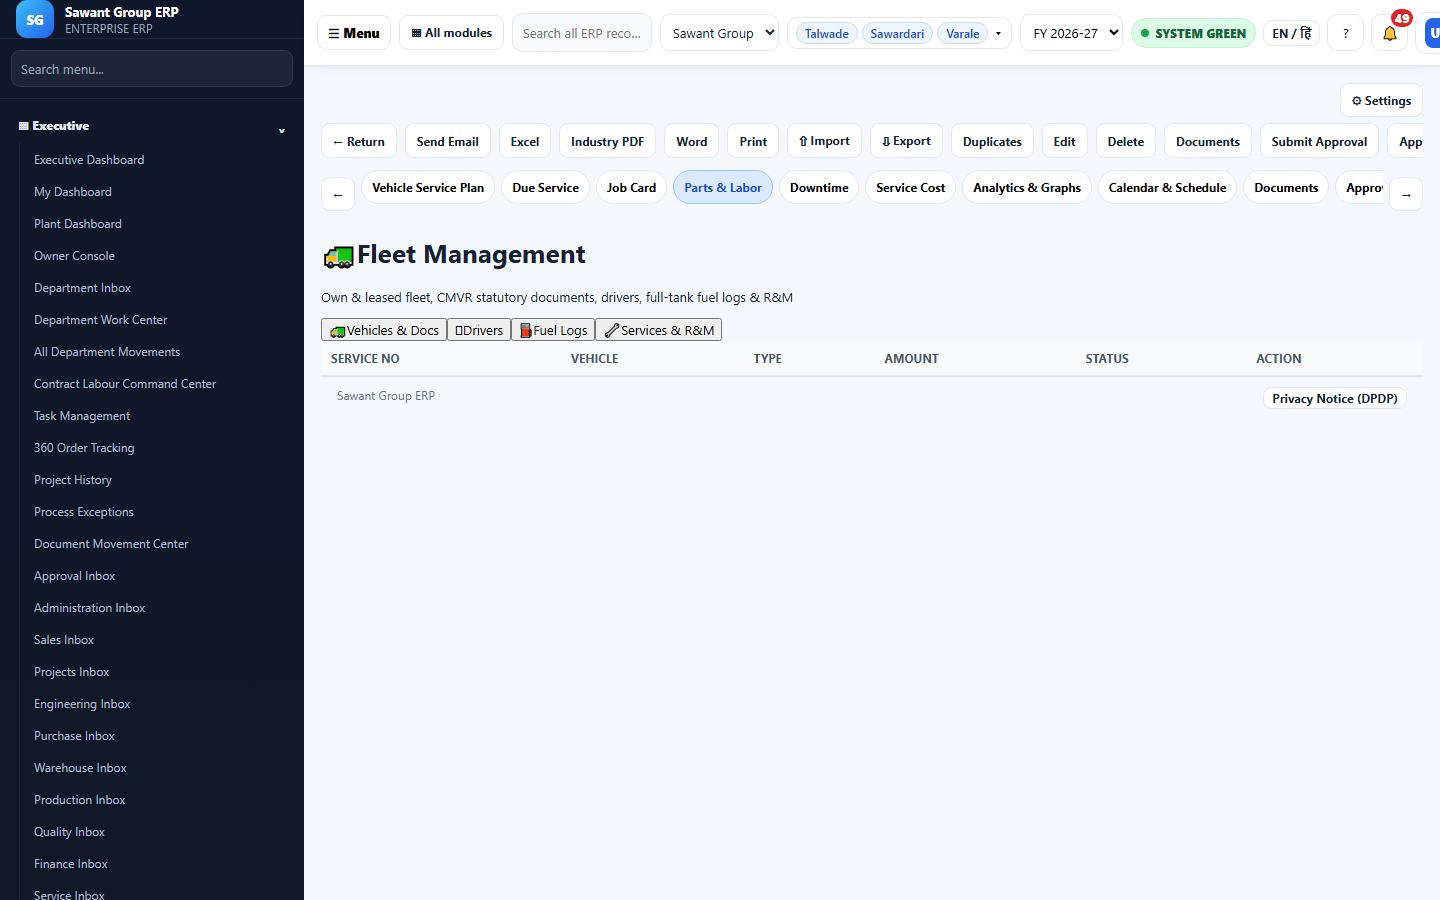 SG
Sawant Group ERP
ENTERPRISE ERP
Search menu...
Executive
Executive Dashboard
My Dashboard
Plant Dashboard
Owner Console
Department Inbox
Department Work Center
All Department Movements
Contract Labour Command Center
Task Management
360 Order Tracking
Project History
Process Exceptions
Document Movement Center
Approval Inbox
Administration Inbox
Sales Inbox
Projects Inbox
Engineering Inbox
Purchase Inbox
Warehouse Inbox
Production Inbox
Quality Inbox
Finance Inbox
Service Inbox
☰ Menu
All modules
Search all ERP reco...
Sawant Group
Talwade
Sawardari
Varale
FY 2026-27
SYSTEM GREEN
EN / हिं
?
49
U
Settings
← Return
Send Email
Excel
Industry PDF
Word
Print
⇧ Import
⇩ Export
Duplicates
Edit
Delete
Documents
Submit Approval
App
←
Vehicle Service Plan
Due Service
Job Card
Parts & Labor
Downtime
Service Cost
Analytics & Graphs
Calendar & Schedule
Documents
Approv
→
Fleet Management
Own & leased fleet, CMVR statutory documents, drivers, full-tank fuel logs & R&M
Vehicles & Docs
Drivers
Fuel Logs
Services & R&M
SERVICE NO VEHICLE TYPE AMOUNT STATUS ACTION
Sawant Group ERP
Privacy Notice (DPDP)